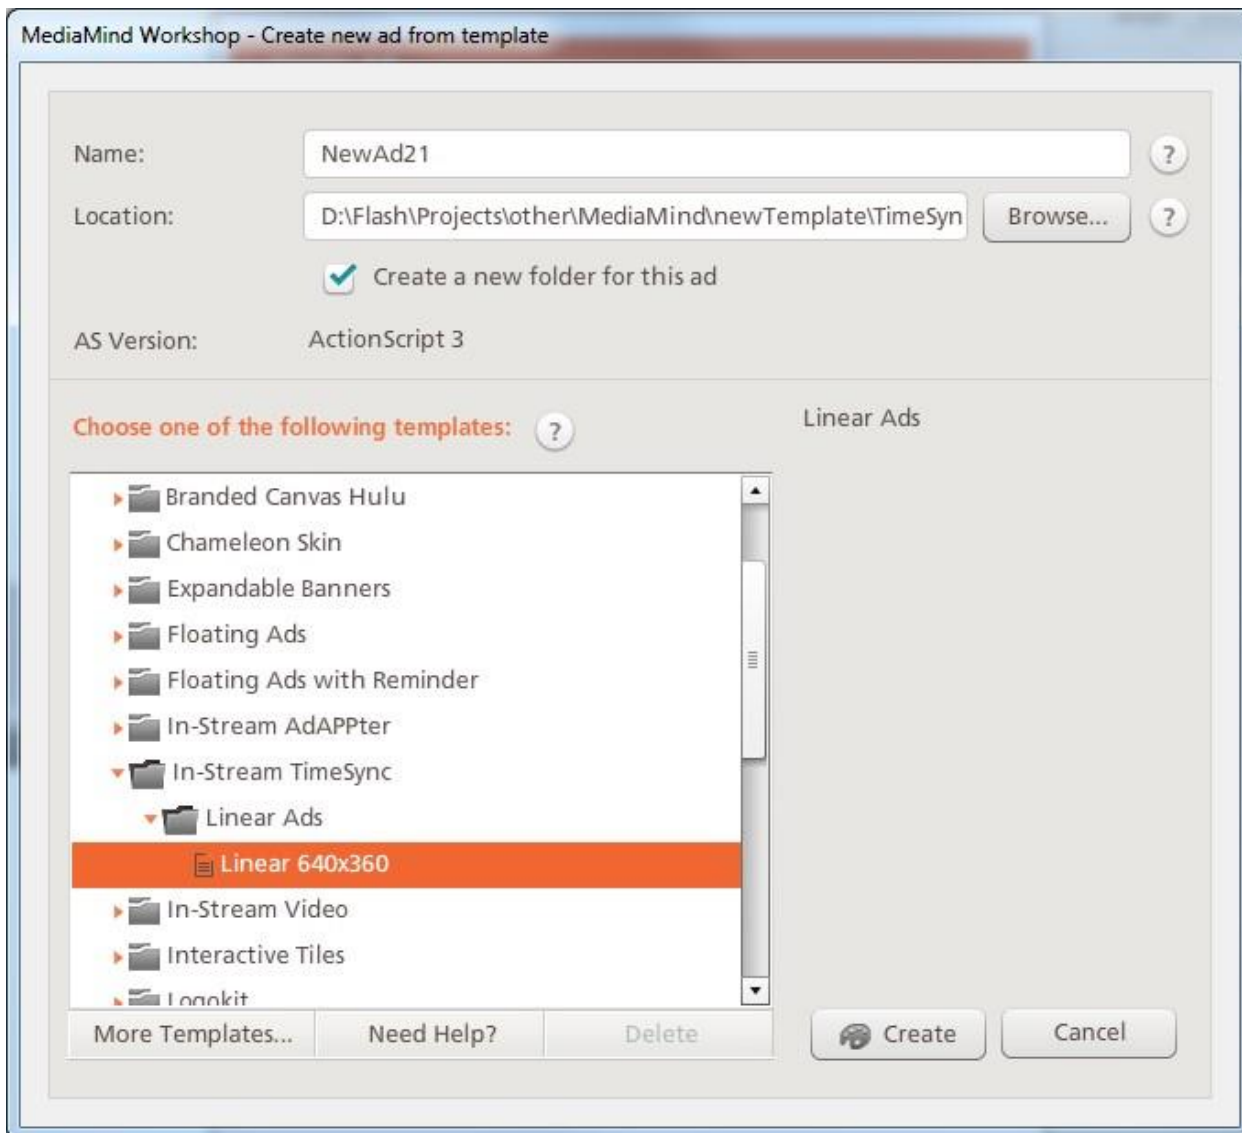 MediaMind Workshop - Create new ad from template
Name:
NewAd21
?
Location:
D:\Flash\Projects\other\MediaMind\newTemplate\TimeSyn
Browse...
?
Create a new folder for this ad
AS Version:
ActionScript 3
Choose one of the following templates:
?
Linear Ads
Branded Canvas Hulu
Chameleon Skin
Expandable Banners
Floating Ads
Floating Ads with Reminder
In-Stream AdAPPter
In-Stream TimeSync
Linear Ads
Linear 640x360
In-Stream Video
Interactive Tiles
Logokit
More Templates...
Need Help?
Delete
Create
Cancel